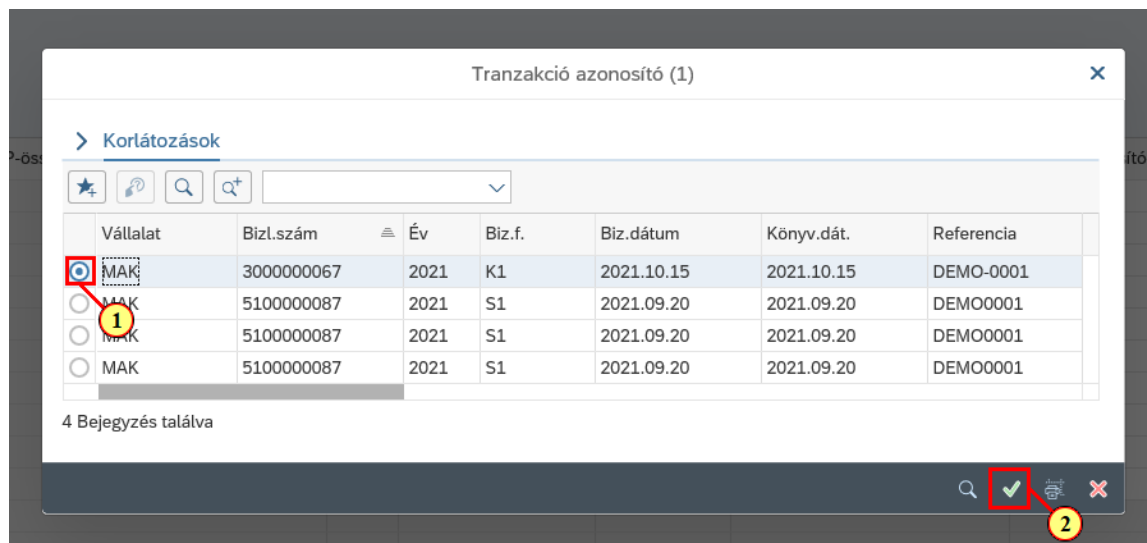 Tranzakció azonosító (1)
Korlátozások
Vállalat Bizl.szám Év Biz.f. Biz.dátum Könyv.dát. Referencia
MAK 3000000067 2021 K1 2021.10.15 2021.10.15 DEMO-0001
MAK 5100000087 2021 S1 2021.09.20 2021.09.20 DEMO0001
1
MAK 5100000087 2021 S1 2021.09.20 2021.09.20 DEMO0001
MAK 5100000087 2021 S1 2021.09.20 2021.09.20 DEMO0001
4 Bejegyzés találva
2